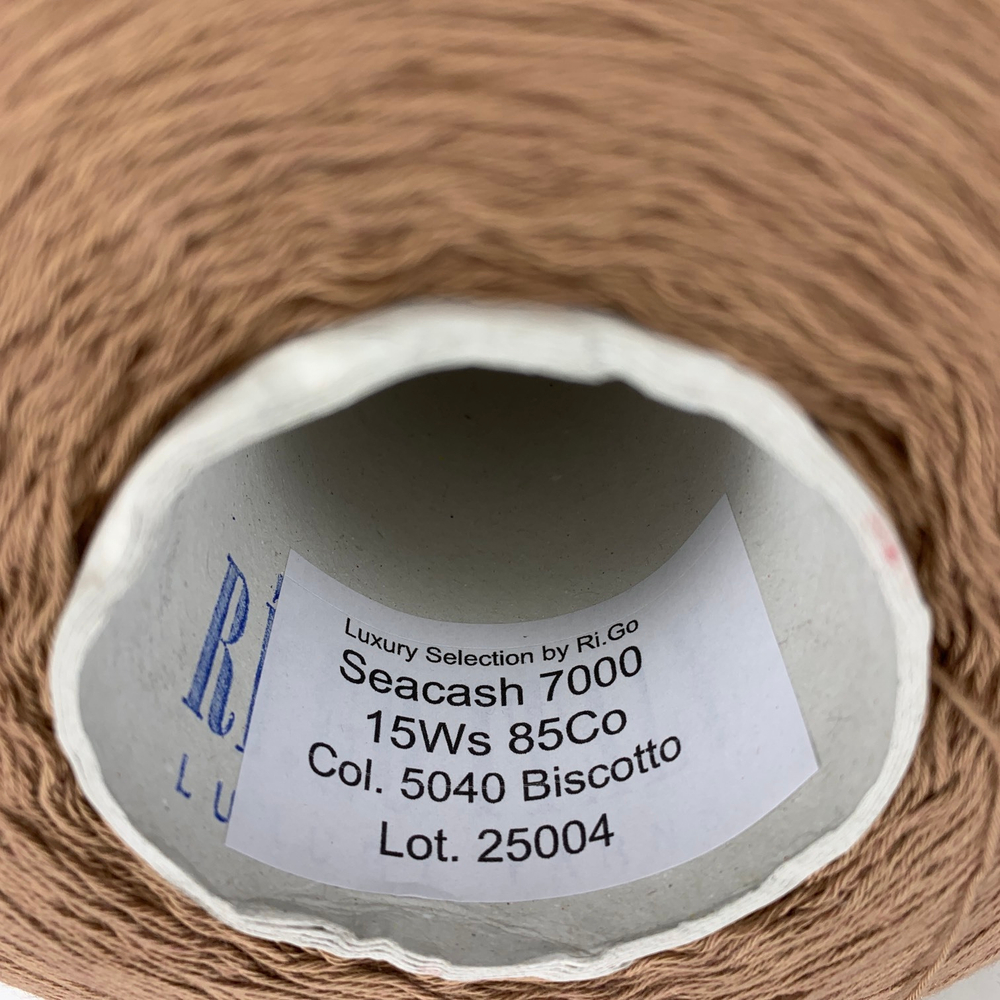 Luxury Selection by Ri.Go
Seacash 7000
15Ws 85Co
Col. 5040 Biscotto
Lot. 25004